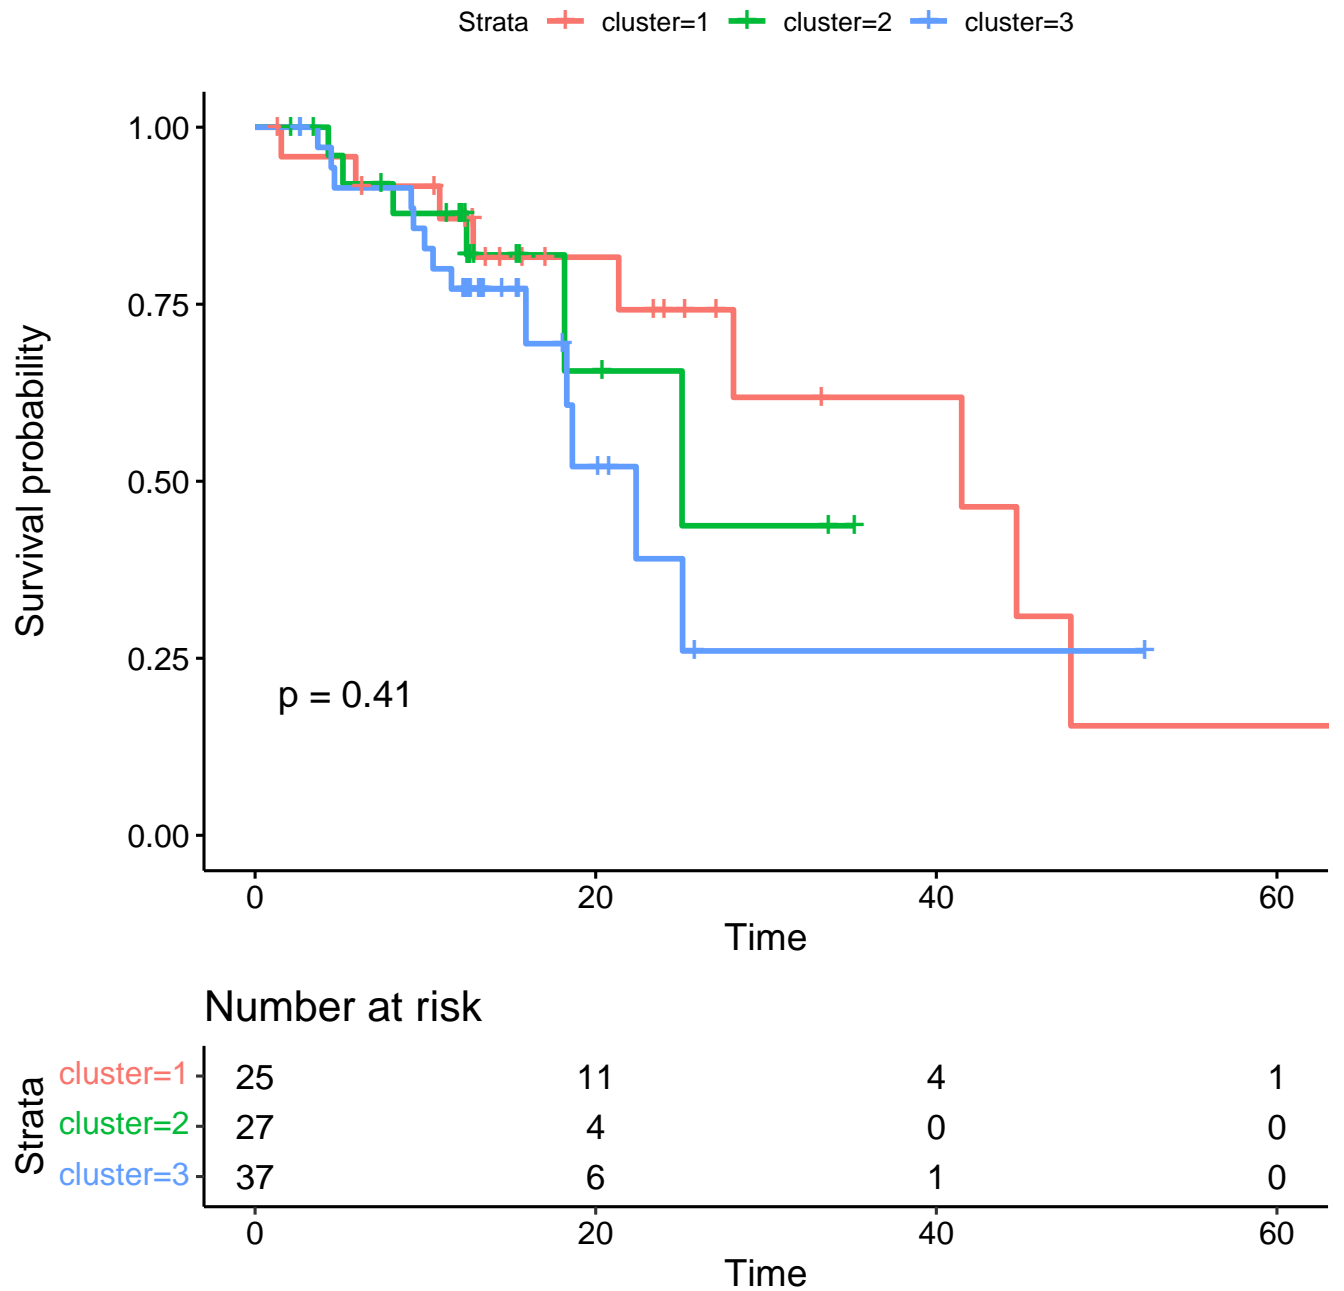 Strata cluster=1 cluster=2 cluster=3
Survival probability
1.00
0.75
0.50
0.25
0.00
p = 0.41
0 20 40 60
Time
Number at risk
Strata
cluster=1 25 11 4 1
cluster=2 27 4 0 0
cluster=3 37 6 1 0
0 20 40 60
Time